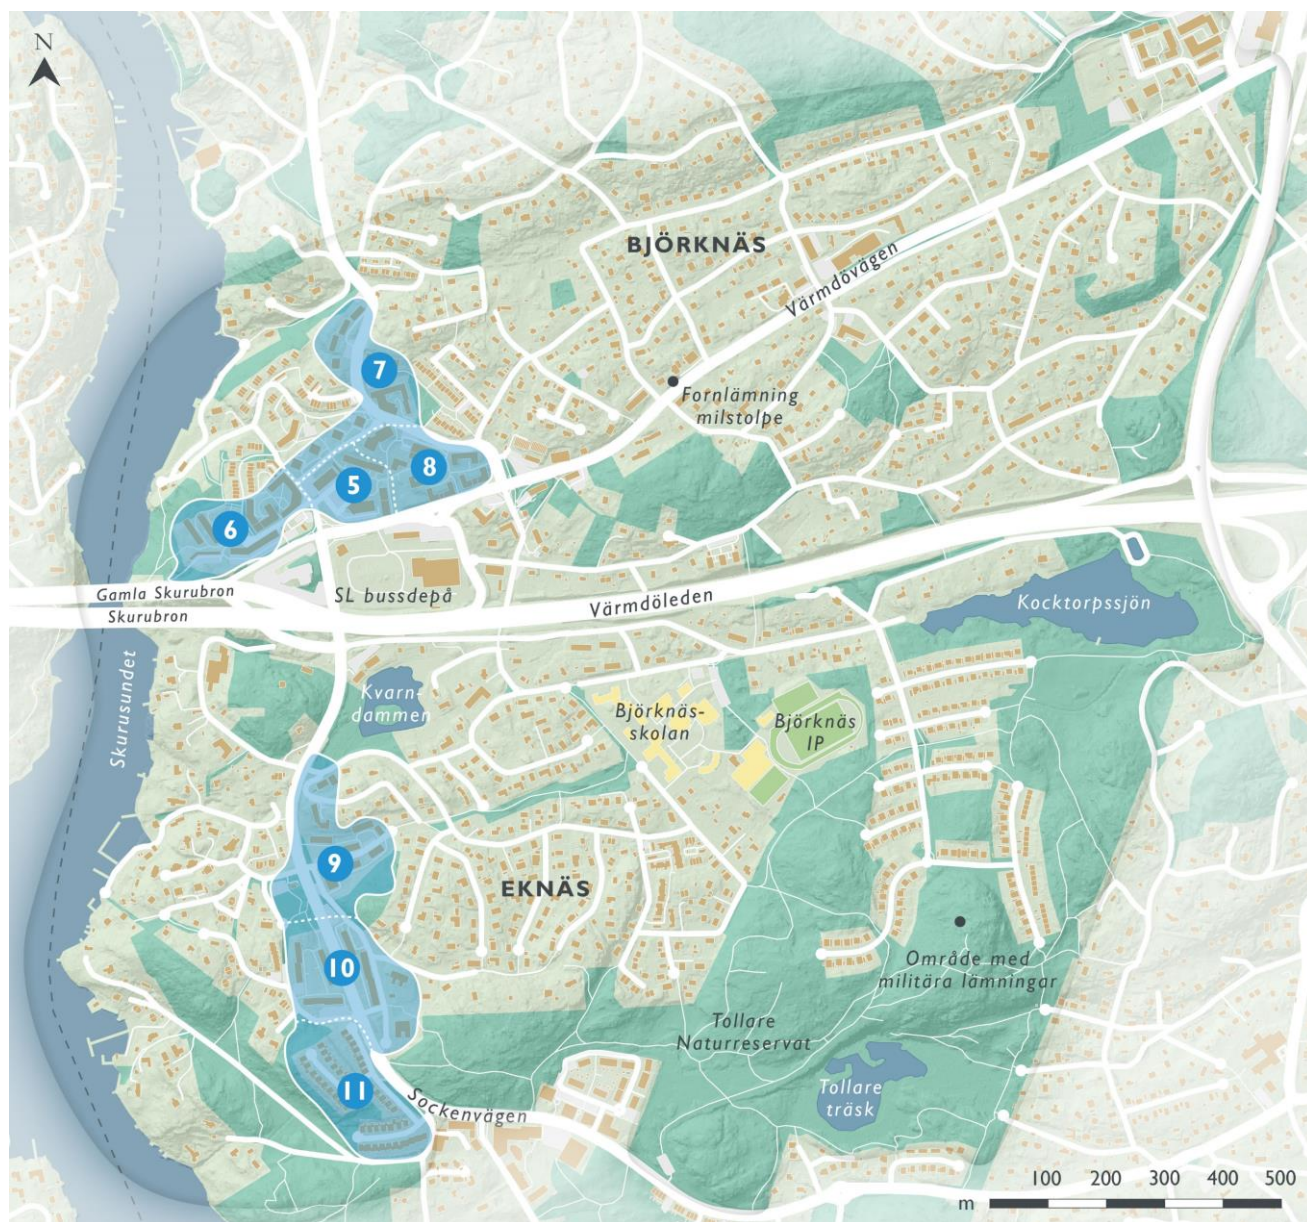 N
BJÖRKNÄS
Värmdövägen
7
Fornlämning
milstolpe
8
5
6
Gamla Skurubron
Skurubron
SL bussdepå
Värmdöleden
Kocktorpssjön
Skurusundet
Kvarn-
dammen
Björknäs-
skolan
Björknäs
IP
9
EKNÄS
10
Område med
militära lämningar
Tollare
Naturreservat
11
Sockenvägen
Tollare
träsk
100 200 300 400 500
m